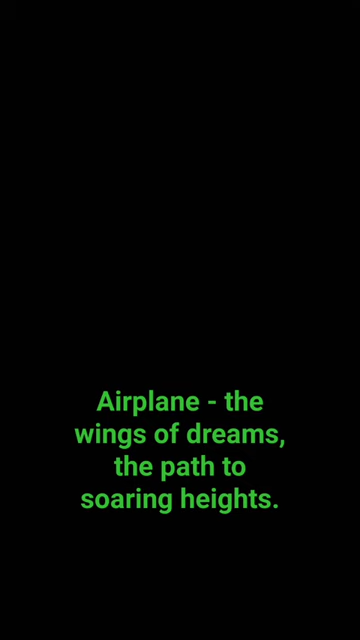 Airplane - the
wings of dreams,
the path to
soaring heights.